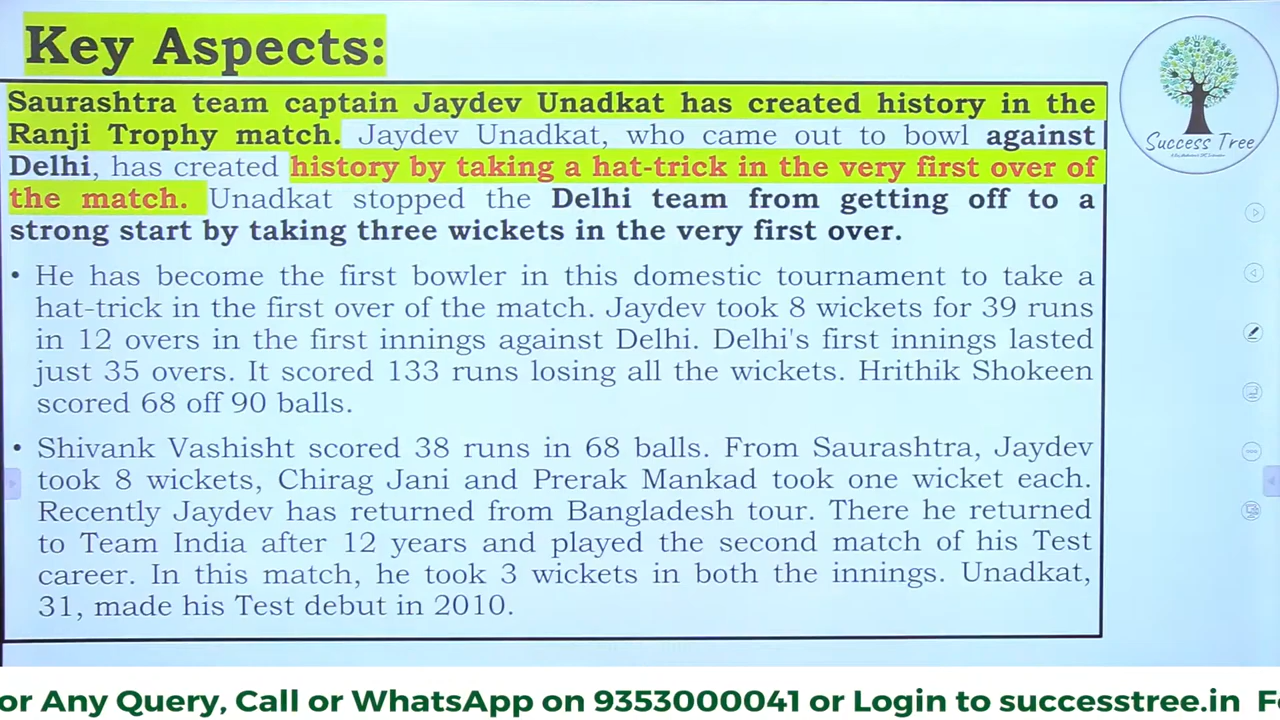 Key Aspects:
Saurashtra team captain Jaydev Unadkat has created history in the
Ranji Trophy match. Jaydev Unadkat, who came out to bowl against
Delhi, has created history by taking a hat-trick in the very first over of
the match. Unadkat stopped the Delhi team from getting off to a
strong start by taking three wickets in the very first over.
• He has become the first bowler in this domestic tournament to take a
hat-trick in the first over of the match. Jaydev took 8 wickets for 39 runs
in 12 overs in the first innings against Delhi. Delhi's first innings lasted
just 35 overs. It scored 133 runs losing all the wickets. Hrithik Shokeen
scored 68 off 90 balls.
• Shivank Vashisht scored 38 runs in 68 balls. From Saurashtra, Jaydev
took 8 wickets, Chirag Jani and Prerak Mankad took one wicket each.
Recently Jaydev has returned from Bangladesh tour. There he returned
to Team India after 12 years and played the second match of his Test
career. In this match, he took 3 wickets in both the innings. Unadkat,
31, made his Test debut in 2010.
Success Tree
or Any Query, Call or WhatsApp on 9353000041 or Login to successtree.in Fo